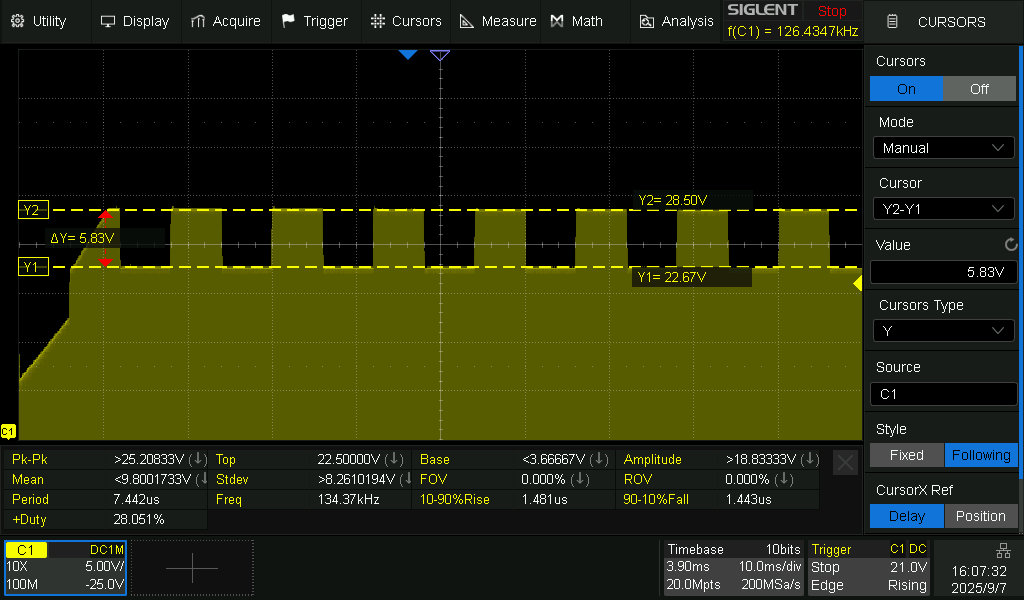 Utility Display Acquire Trigger Cursors Measure Math Analysis SIGLENT Stop CURSORS
f(C1) = 126.4347kHz
Cursors
On Off
Mode
Manual
Cursor
Y2-Y1
Value
5.83V
Cursors Type
Y
Source
C1
Style
Fixed Following
CursorX Ref
Delay Position
Y2= 28.50V
Y2
ΔY= 5.83V
Y1
Y1= 22.67V
C1
Pk-Pk >25.20833V (↓) Top 22.50000V (↓) Base <3.66667V (↓) Amplitude >18.83333V (↓)
Mean <9.8001733V (↓ Stdev >8.2610194V (↓ FOV 0.000% (↓) ROV 0.000% (↓)
Period 7.442us Freq 134.37kHz 10-90%Rise 1.481us 90-10%Fall 1.443us
+Duty 28.051%
C1 DC1M
10X 5.00V/
100M -25.0V
Timebase 10bits
3.90ms 10.0ms/div
20.0Mpts 200MSa/s
Trigger C1 DC
Stop 21.0V
Edge Rising
16:07:32
2025/9/7